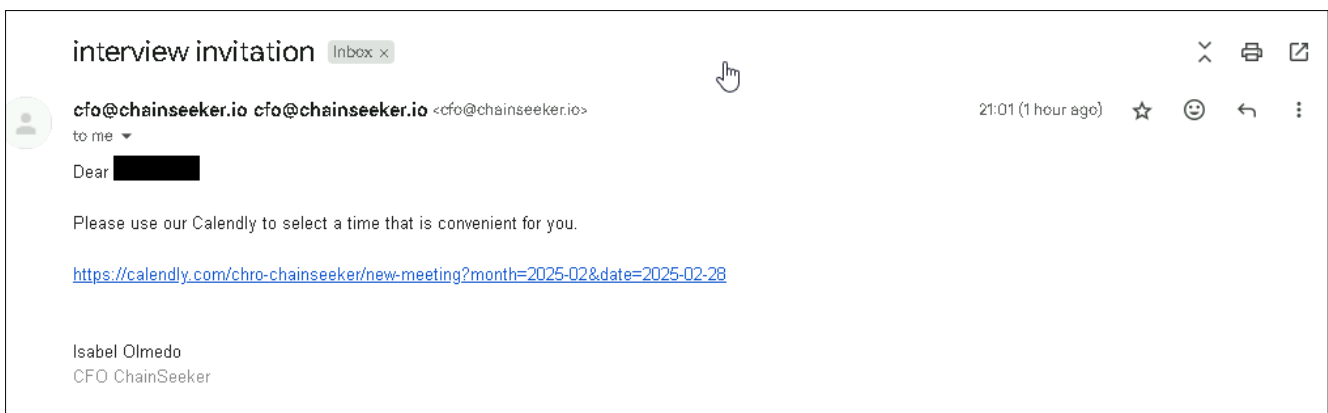 interview invitation Inbox ×
cfo@chainseeker.io cfo@chainseeker.io <cfo@chainseeker.io> 21:01 (1 hour ago)
to me
Dear
Please use our Calendly to select a time that is convenient for you.
https://calendly.com/chro-chainseeker/new-meeting?month=2025-02&date=2025-02-28
Isabel Olmedo
CFO ChainSeeker